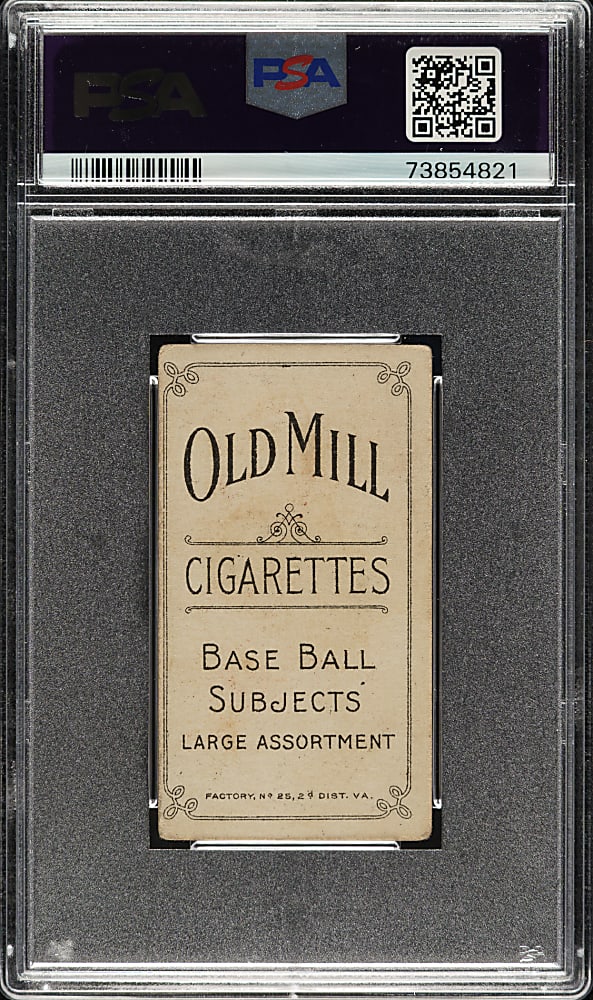 PSA PSA
73854821
OLD MILL
CIGARETTES
BASE BALL
SUBJECTS
LARGE ASSORTMENT
FACTORY, Nº 25, 2ᵈ DIST. VA.